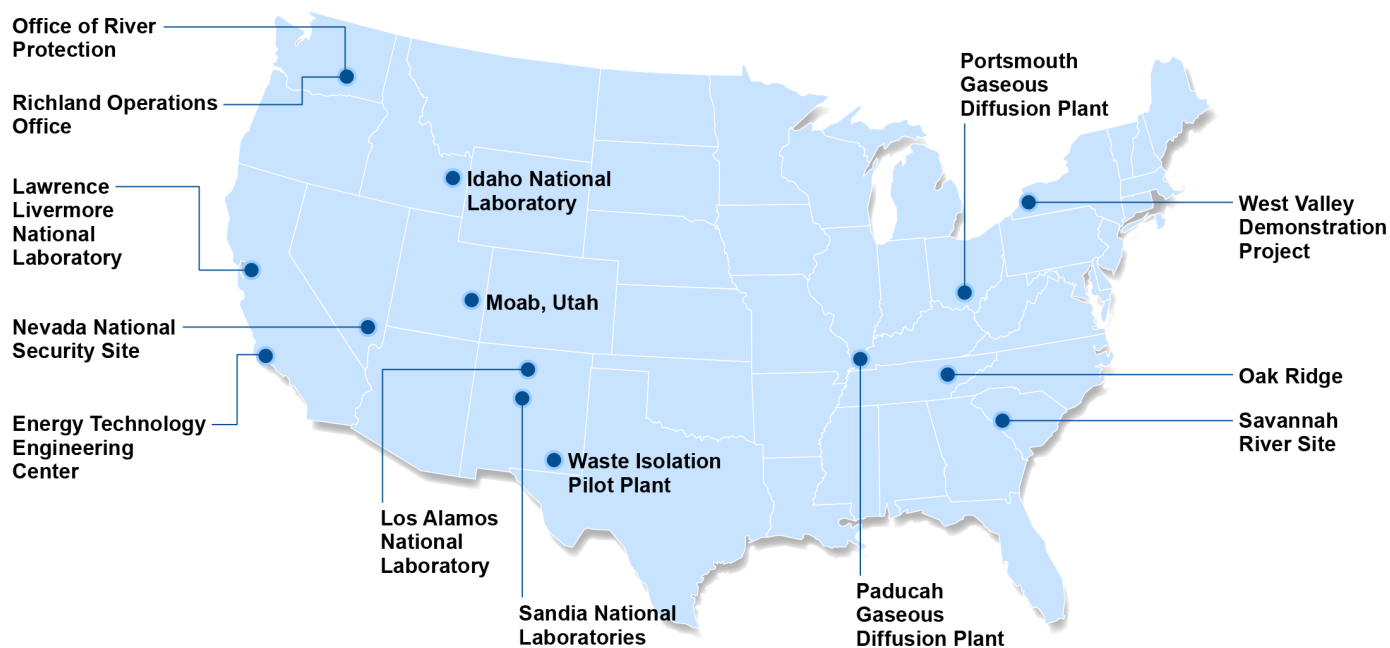 Office of River
Protection
Richland Operations
Office
Lawrence
Livermore
National
Laboratory
Nevada National
Security Site
Energy Technology
Engineering
Center
Idaho National
Laboratory
Moab, Utah
Waste Isolation
Pilot Plant
Los Alamos
National
Laboratory
Sandia National
Laboratories
Portsmouth
Gaseous
Diffusion Plant
West Valley
Demonstration
Project
Oak Ridge
Savannah
River Site
Paducah
Gaseous
Diffusion Plant